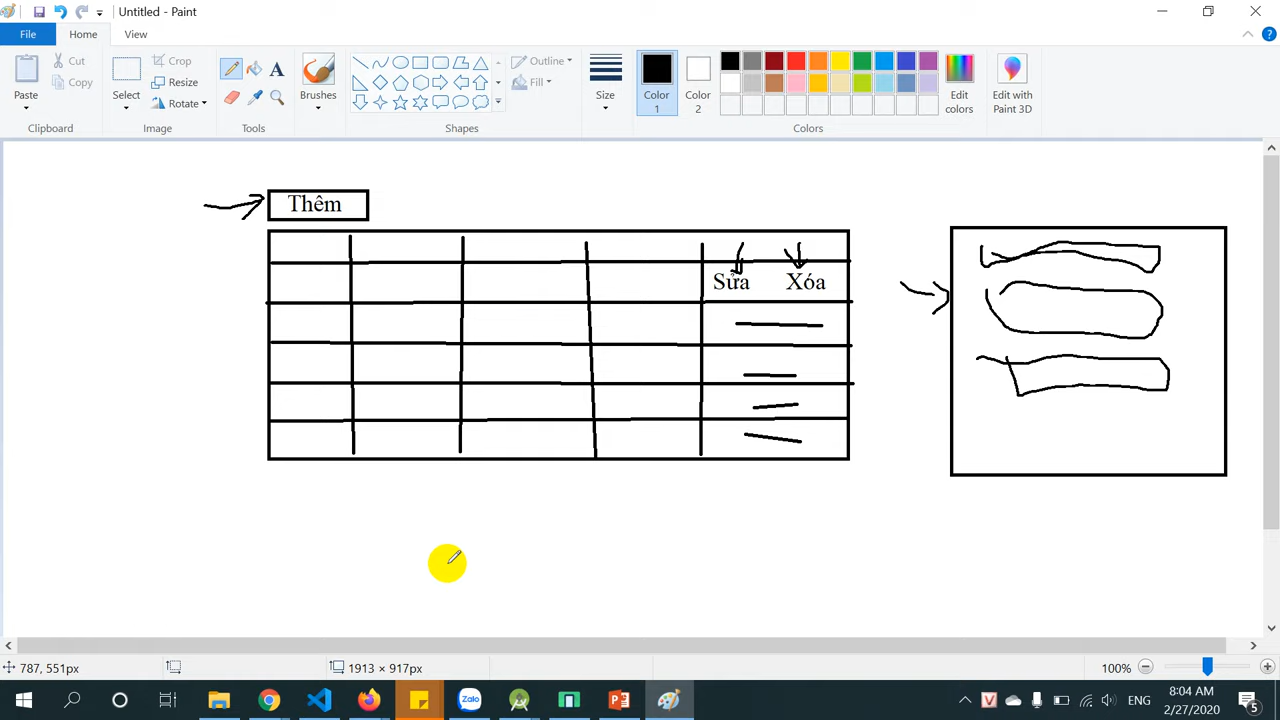 Untitled - Paint
File
Home
View
Paste
Cut
Copy
Clipboard
Select
Crop
Resize
Rotate
Image
Tools
Brushes
Outline
Fill
Shapes
Size
Color
1
Color
2
Edit
colors
Edit with
Paint 3D
Colors
Thêm
Sửa Xóa
787, 551px
1913 × 917px
100%
Zalo
V
ENG
8:04 AM
2/27/2020
5